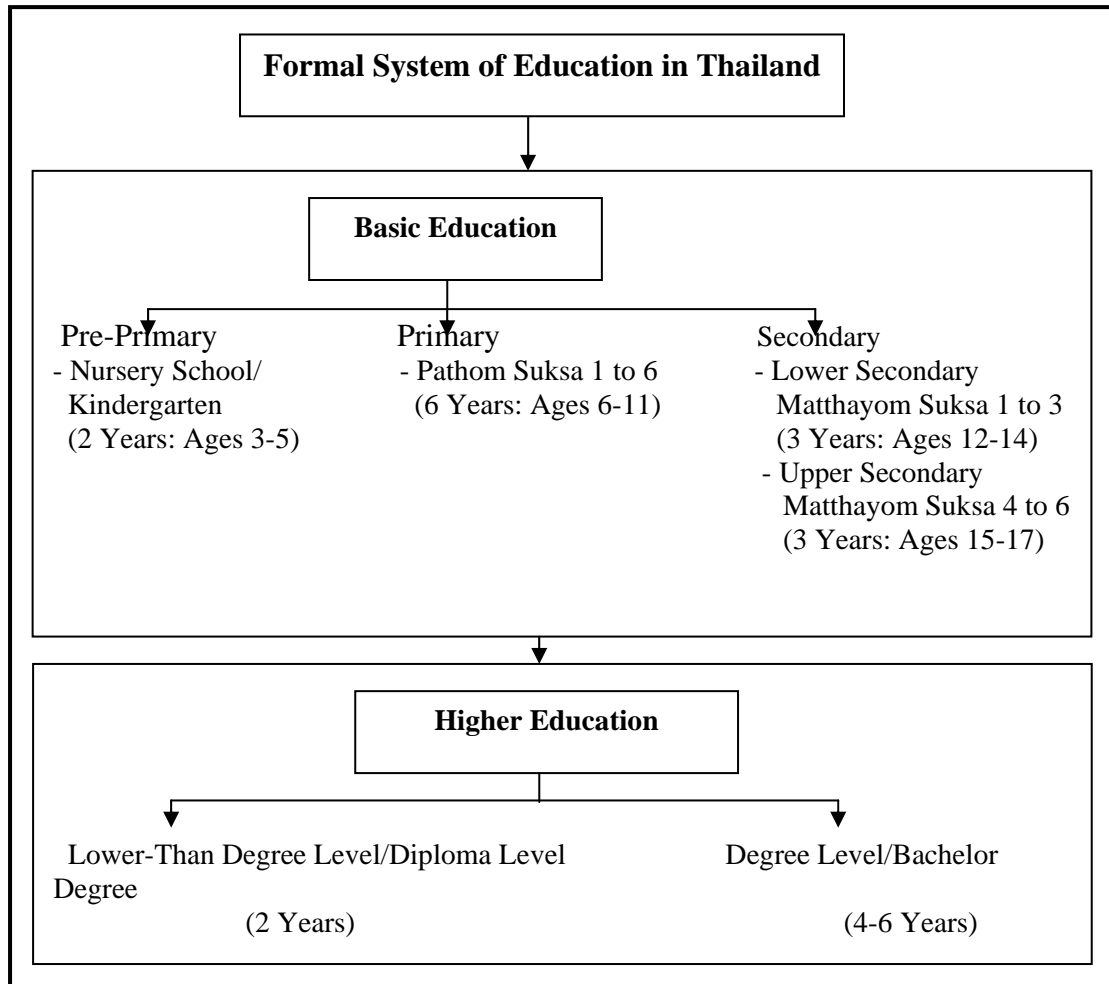 Formal System of Education in Thailand
Basic Education
Pre-Primary
- Nursery School/
Kindergarten
(2 Years: Ages 3-5)
Primary
- Pathom Suksa 1 to 6
(6 Years: Ages 6-11)
Secondary
- Lower Secondary
Matthayom Suksa 1 to 3
(3 Years: Ages 12-14)
- Upper Secondary
Matthayom Suksa 4 to 6
(3 Years: Ages 15-17)
Higher Education
Lower-Than Degree Level/Diploma Level
Degree
(2 Years)
Degree Level/Bachelor
(4-6 Years)